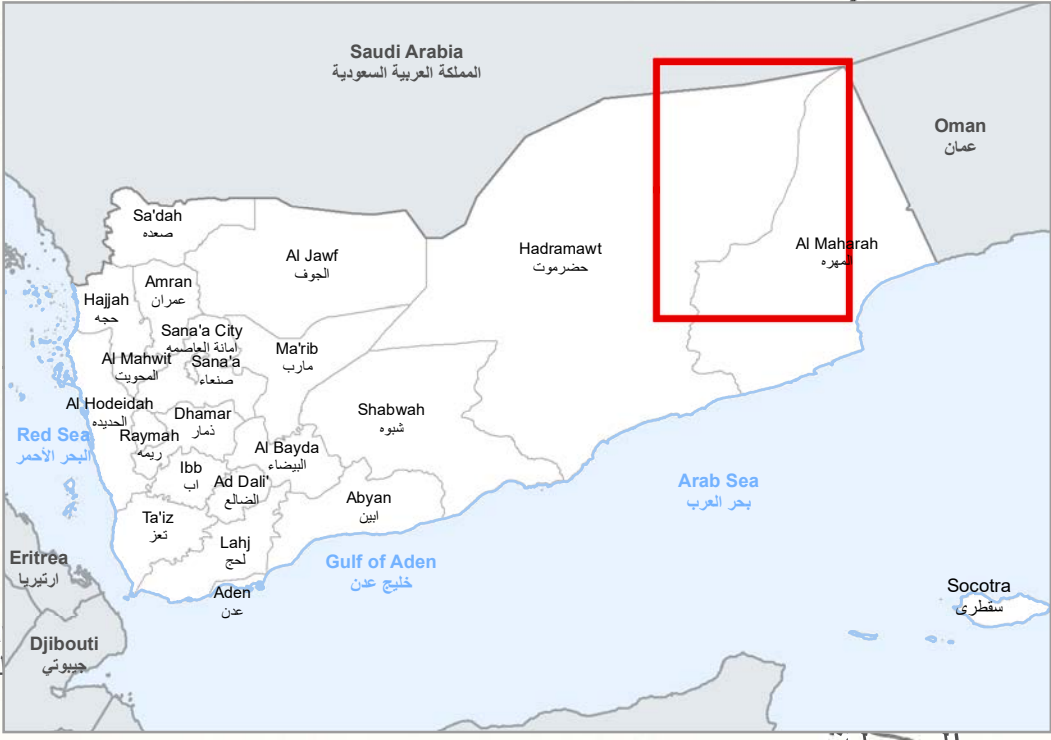 Saudi Arabia
المملكة العربية السعودية
Oman
عمان
Sa'dah
صعده
Al Jawf
الجوف
Hadramawt
حضرموت
Al Maharah
المهره
Amran
عمران
Hajjah
حجه
Sana'a City
أمانة العاصمه
Sana'a
صنعاء
Al Mahwit
المحويت
Ma'rib
مارب
Al Hodeidah
الحديده
Dhamar
ذمار
Shabwah
شبوه
Red Sea
البحر الأحمر
Raymah
ريمه
Al Bayda
البيضاء
Ibb
اب
Ad Dali'
الضالع
Abyan
ابين
Arab Sea
بحر العرب
Ta'iz
تعز
Lahj
لحج
Gulf of Aden
خليج عدن
Eritrea
ارتيريا
Aden
عدن
Socotra
سقطرى
Djibouti
جيبوتي